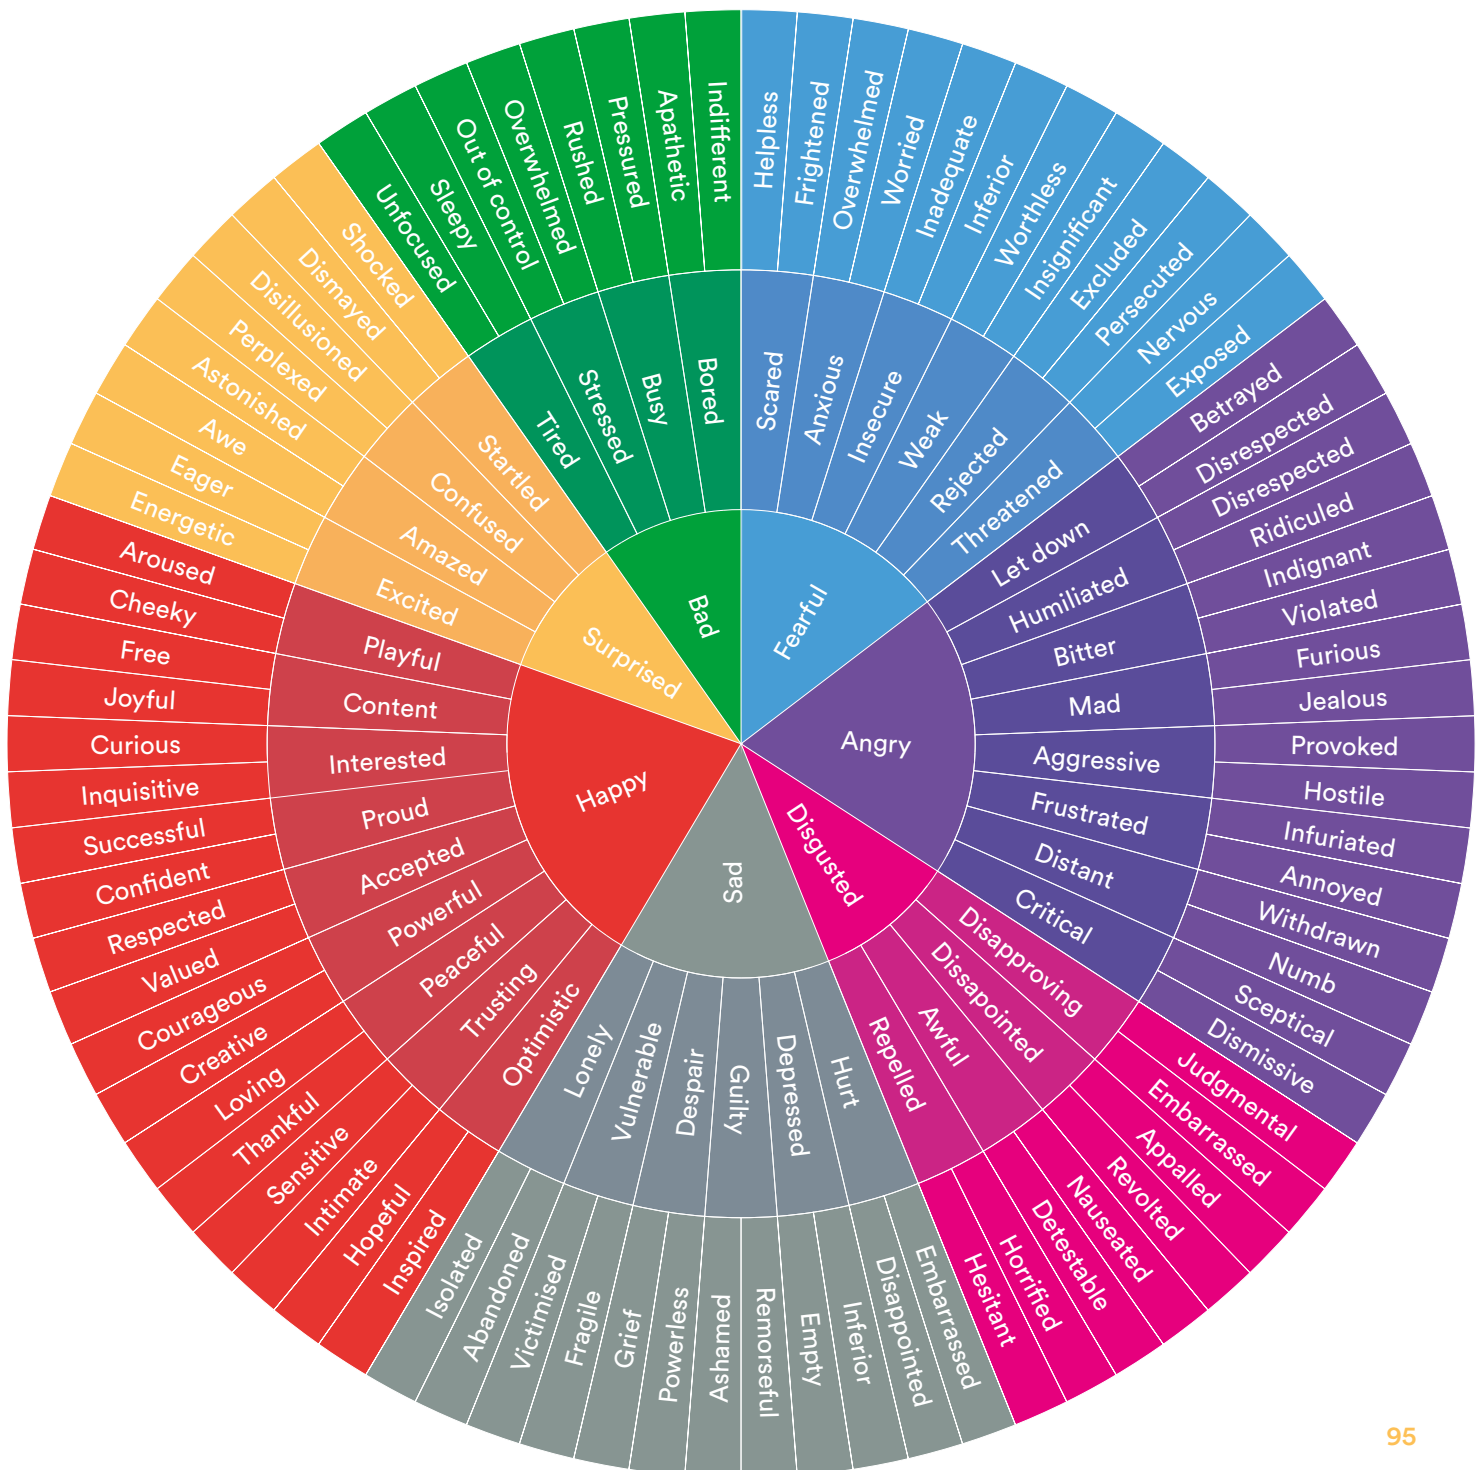 Fearful
Angry
Disgusted
Sad
Happy
Surprised
Bad
Scared
Anxious
Insecure
Weak
Rejected
Threatened
Let down
Humiliated
Bitter
Mad
Aggressive
Frustrated
Distant
Critical
Disapproving
Dissapointed
Awful
Repelled
Hurt
Depressed
Guilty
Despair
Vulnerable
Lonely
Optimistic
Trusting
Peaceful
Powerful
Accepted
Proud
Interested
Content
Playful
Excited
Amazed
Confused
Startled
Tired
Stressed
Busy
Bored
Helpless
Frightened
Overwhelmed
Worried
Inadequate
Inferior
Worthless
Insignificant
Excluded
Persecuted
Nervous
Exposed
Betrayed
Disrespected
Disrespected
Ridiculed
Indignant
Violated
Furious
Jealous
Provoked
Hostile
Infuriated
Annoyed
Withdrawn
Numb
Sceptical
Dismissive
Judgmental
Embarrassed
Appalled
Revolted
Nauseated
Detestable
Horrified
Hesitant
Embarrassed
Disappointed
Inferior
Empty
Remorseful
Ashamed
Powerless
Grief
Fragile
Victimised
Abandoned
Isolated
Inspired
Hopeful
Intimate
Sensitive
Thankful
Loving
Creative
Courageous
Valued
Respected
Confident
Successful
Inquisitive
Curious
Joyful
Free
Cheeky
Aroused
Energetic
Eager
Awe
Astonished
Perplexed
Disillusioned
Dismayed
Shocked
Unfocused
Sleepy
Out of control
Overwhelmed
Rushed
Pressured
Apathetic
Indifferent
95